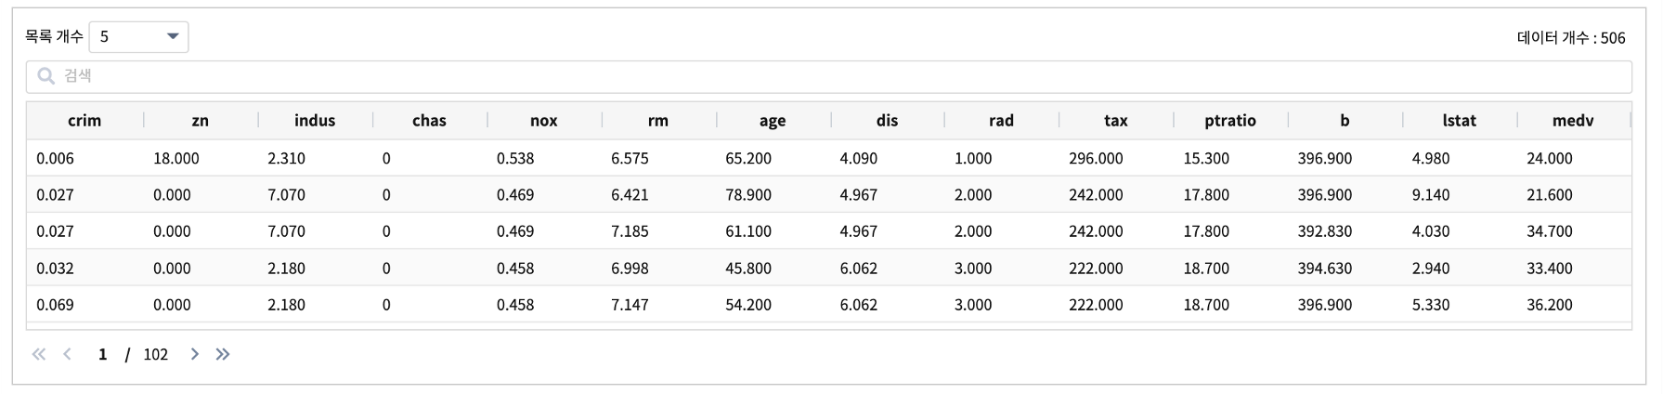 목록 개수 5 데이터 개수 : 506
검색
crim zn indus chas nox rm age dis rad tax ptratio b lstat medv
0.006 18.000 2.310 0 0.538 6.575 65.200 4.090 1.000 296.000 15.300 396.900 4.980 24.000
0.027 0.000 7.070 0 0.469 6.421 78.900 4.967 2.000 242.000 17.800 396.900 9.140 21.600
0.027 0.000 7.070 0 0.469 7.185 61.100 4.967 2.000 242.000 17.800 392.830 4.030 34.700
0.032 0.000 2.180 0 0.458 6.998 45.800 6.062 3.000 222.000 18.700 394.630 2.940 33.400
0.069 0.000 2.180 0 0.458 7.147 54.200 6.062 3.000 222.000 18.700 396.900 5.330 36.200
1 / 102